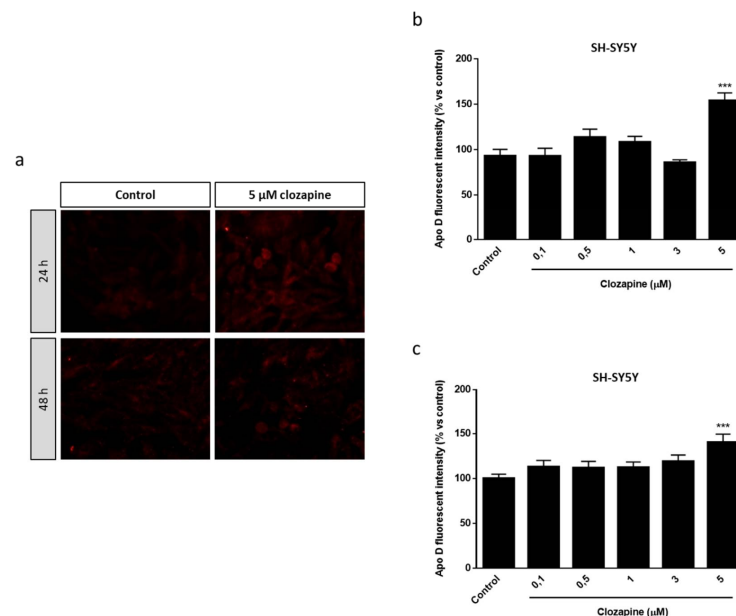 a
Control
5 µM clozapine
24 h
48 h
b
SH-SY5Y
Apo D fluorescent intensity (% vs control)
200
150
100
50
0
***
Control
0,1
0,5
1
3
5
Clozapine (µM)
c
SH-SY5Y
Apo D fluorescent intensity (% vs control)
200
150
100
50
0
***
Control
0,1
0,5
1
3
5
Clozapine (µM)